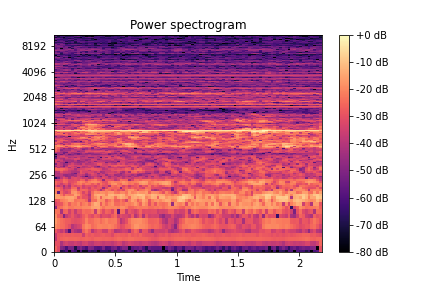 Power spectrogram
8192
4096
2048
1024
512
256
128
64
0
Hz
0
0.5
1
1.5
2
Time
+0 dB
-10 dB
-20 dB
-30 dB
-40 dB
-50 dB
-60 dB
-70 dB
-80 dB